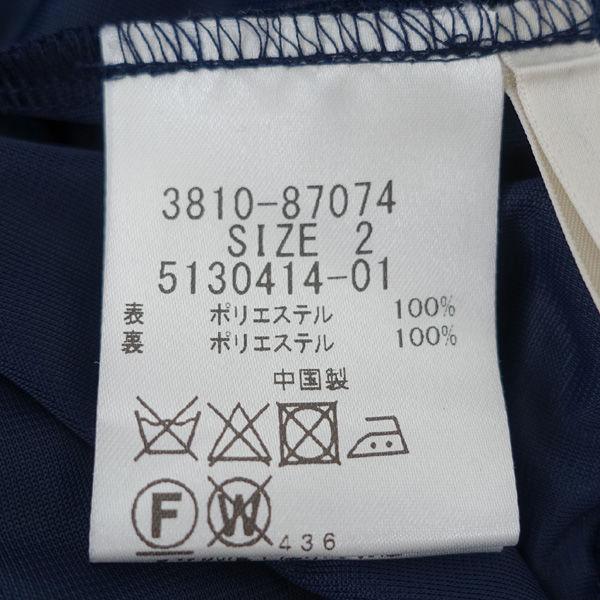 3810-87074
SIZE 2
5130414-01
表 ポリエステル 100%
裏 ポリエステル 100%
中国製
F W
436